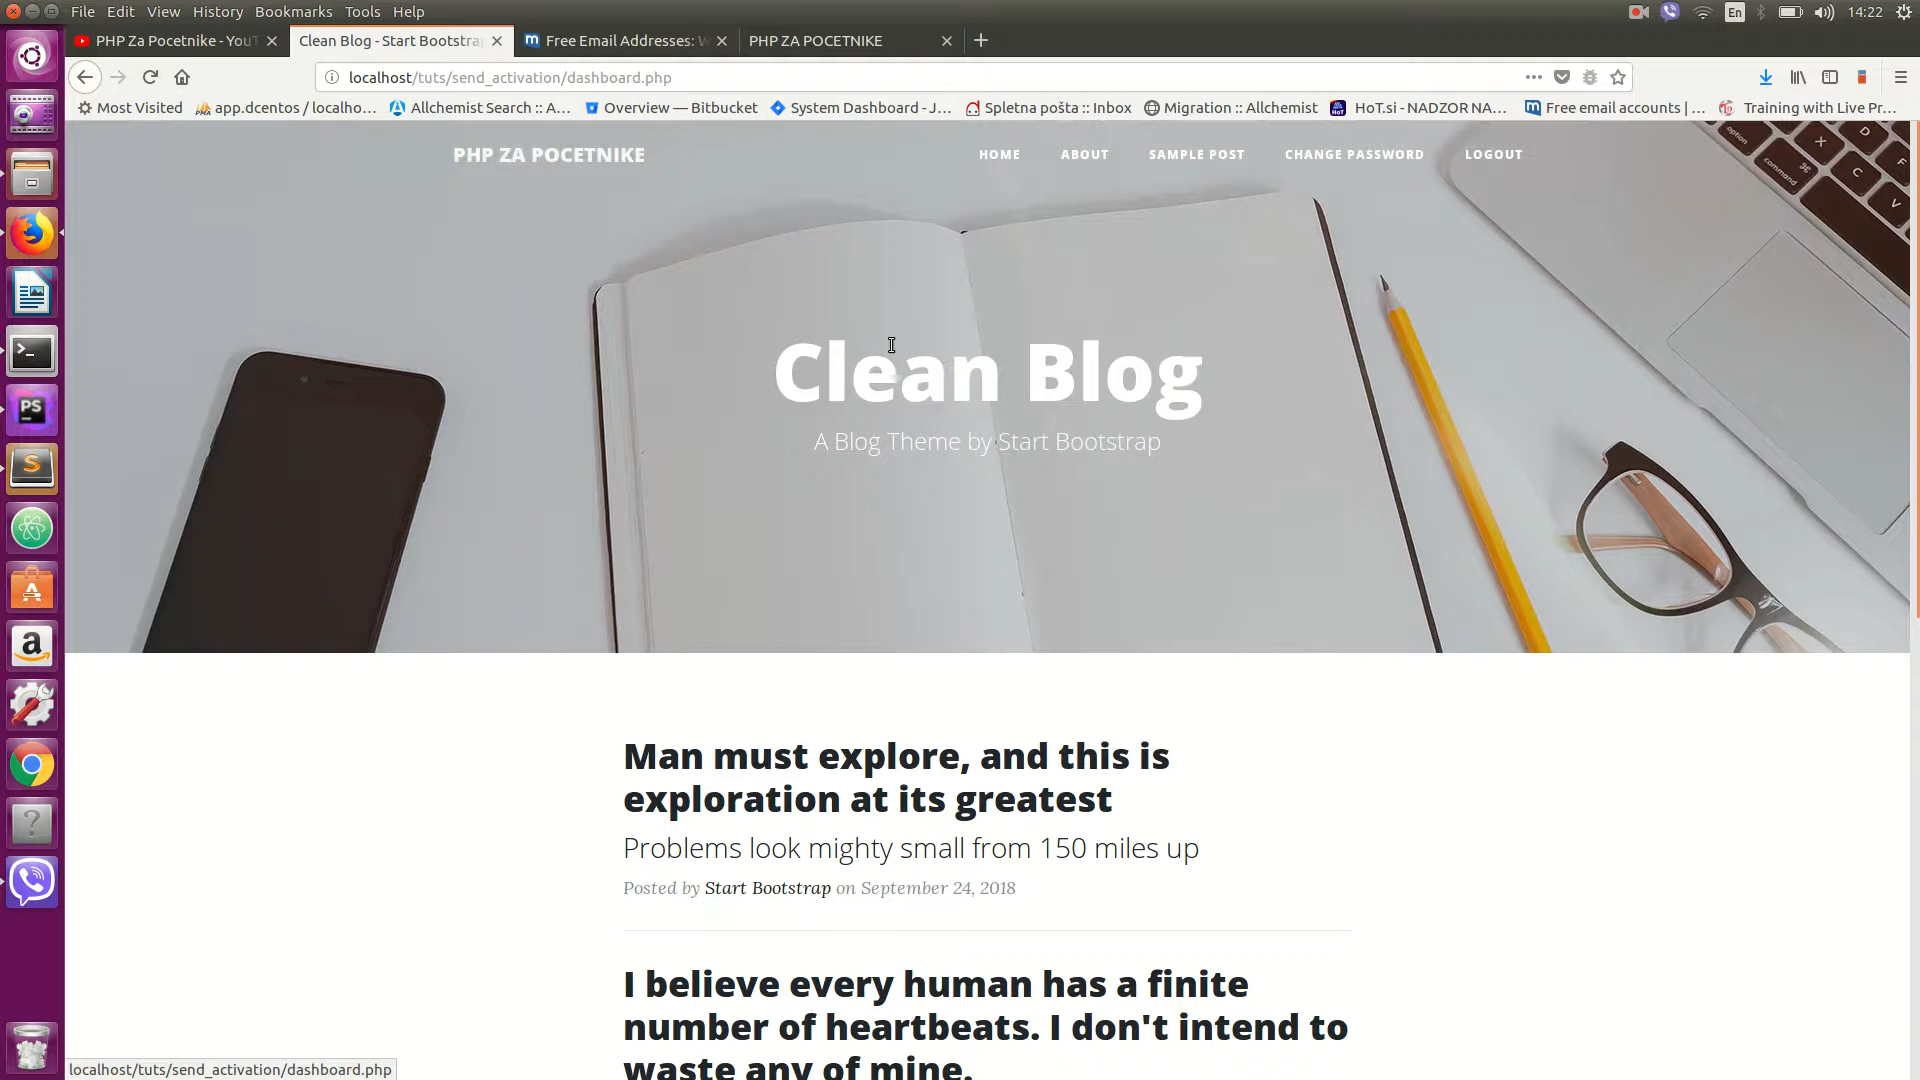 File Edit View History Bookmarks Tools Help
En 14:22
PHP Za Pocetnike - YouT
Clean Blog - Start Bootstra
Free Email Addresses: W
PHP ZA POCETNIKE
localhost/tuts/send_activation/dashboard.php
Most Visited
app.dcentos / localho...
Allchemist Search :: A...
Overview — Bitbucket
System Dashboard - J...
Spletna pošta :: Inbox
Migration :: Allchemist
HoT.si - NADZOR NA...
Free email accounts | ...
Training with Live Pr...
PHP ZA POCETNIKE
HOME ABOUT SAMPLE POST CHANGE PASSWORD LOGOUT
Clean Blog
A Blog Theme by Start Bootstrap
Man must explore, and this is
exploration at its greatest
Problems look mighty small from 150 miles up
Posted by Start Bootstrap on September 24, 2018
I believe every human has a finite
number of heartbeats. I don't intend to
waste any of mine.
localhost/tuts/send_activation/dashboard.php